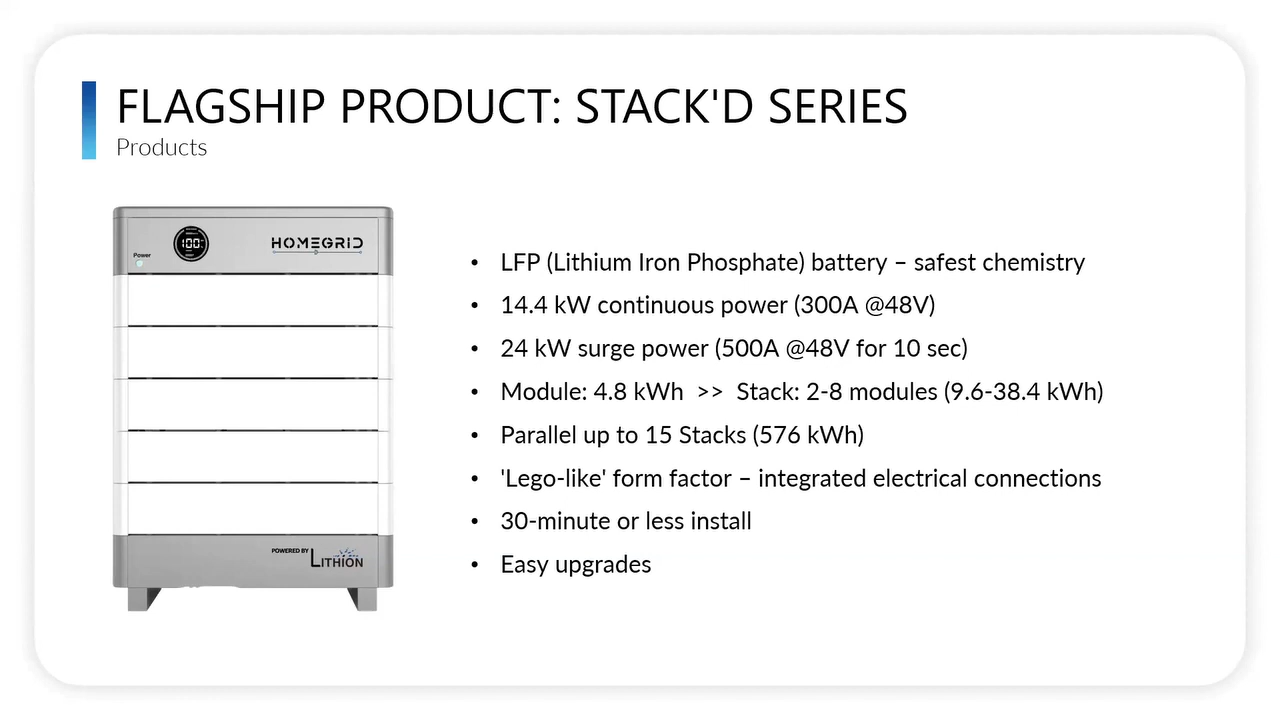 FLAGSHIP PRODUCT: STACK'D SERIES
Products
100%
HOMEGRID
Power
POWERED BY LITHION
• LFP (Lithium Iron Phosphate) battery – safest chemistry
• 14.4 kW continuous power (300A @48V)
• 24 kW surge power (500A @48V for 10 sec)
• Module: 4.8 kWh >> Stack: 2-8 modules (9.6-38.4 kWh)
• Parallel up to 15 Stacks (576 kWh)
• 'Lego-like' form factor – integrated electrical connections
• 30-minute or less install
• Easy upgrades